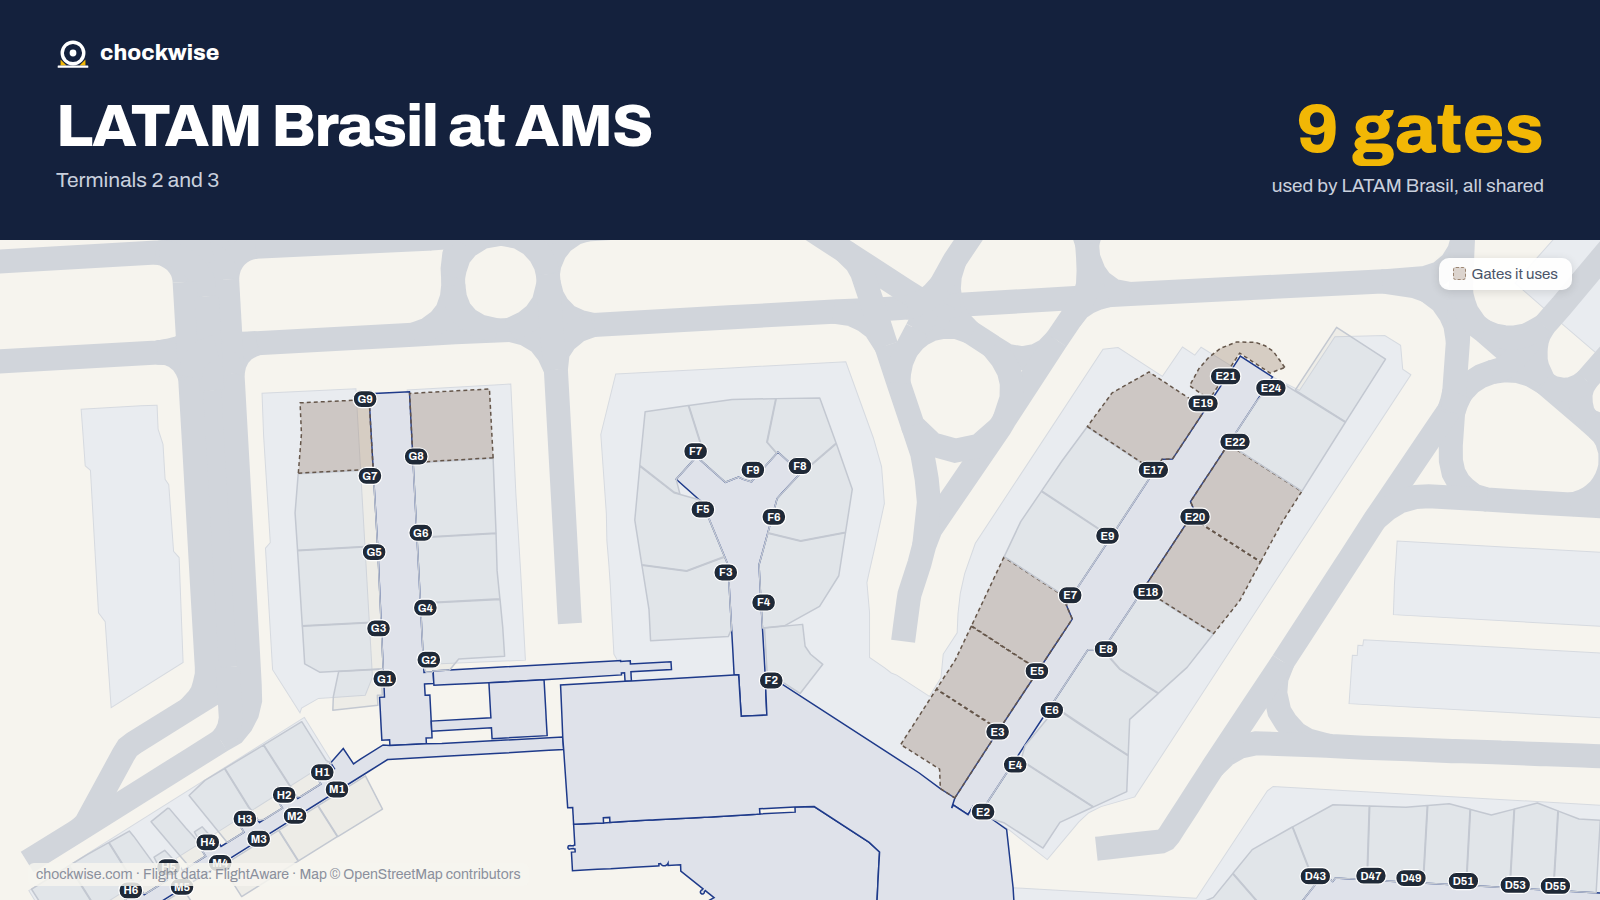 chockwise
LATAM Brasil at AMS
Terminals 2 and 3
9 gates
used by LATAM Brasil, all shared
Gates it uses
G9
G8
G7
G6
G5
G4
G3
G2
G1
F7
F9
F8
F5
F6
F3
F4
F2
E21
E24
E19
E22
E17
E20
E9
E18
E7
E8
E5
E6
E3
E4
E2
H1
M1
H2
M2
H3
M3
H4
M4
H6
M5
D43
D47
D49
D51
D53
D55
chockwise.com · Flight data: FlightAware · Map © OpenStreetMap contributors